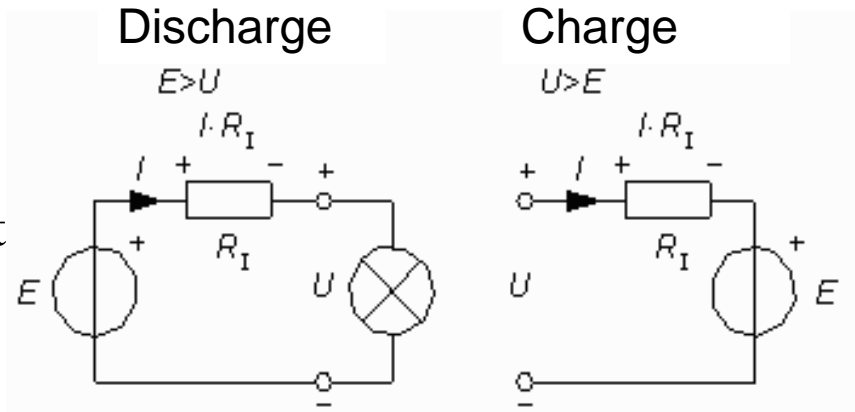 Discharge Charge
E>U U>E
I·R_I I·R_I
I + - + + I + -
t
R_I + R_I +
E U U E
- -